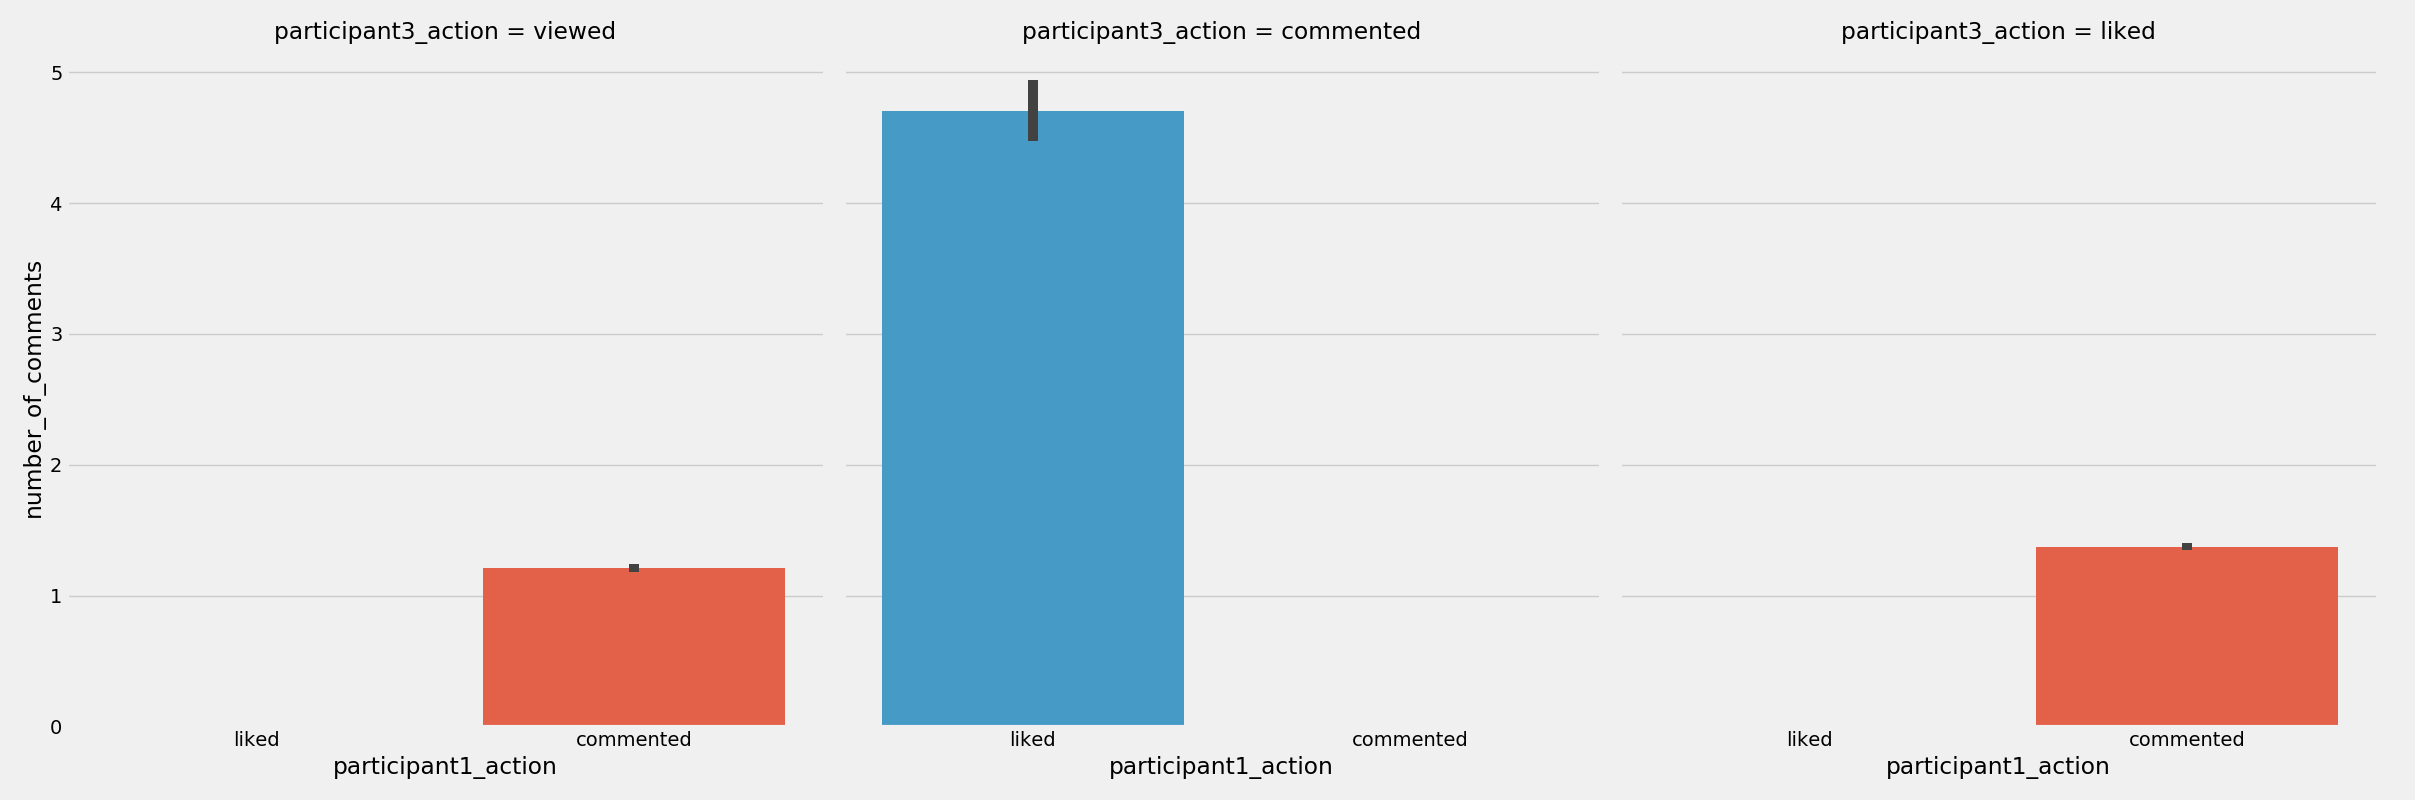 participant3_action = viewed
participant3_action = commented
participant3_action = liked
number_of_comments
5
4
3
2
1
0
liked
commented
liked
commented
liked
commented
participant1_action
participant1_action
participant1_action